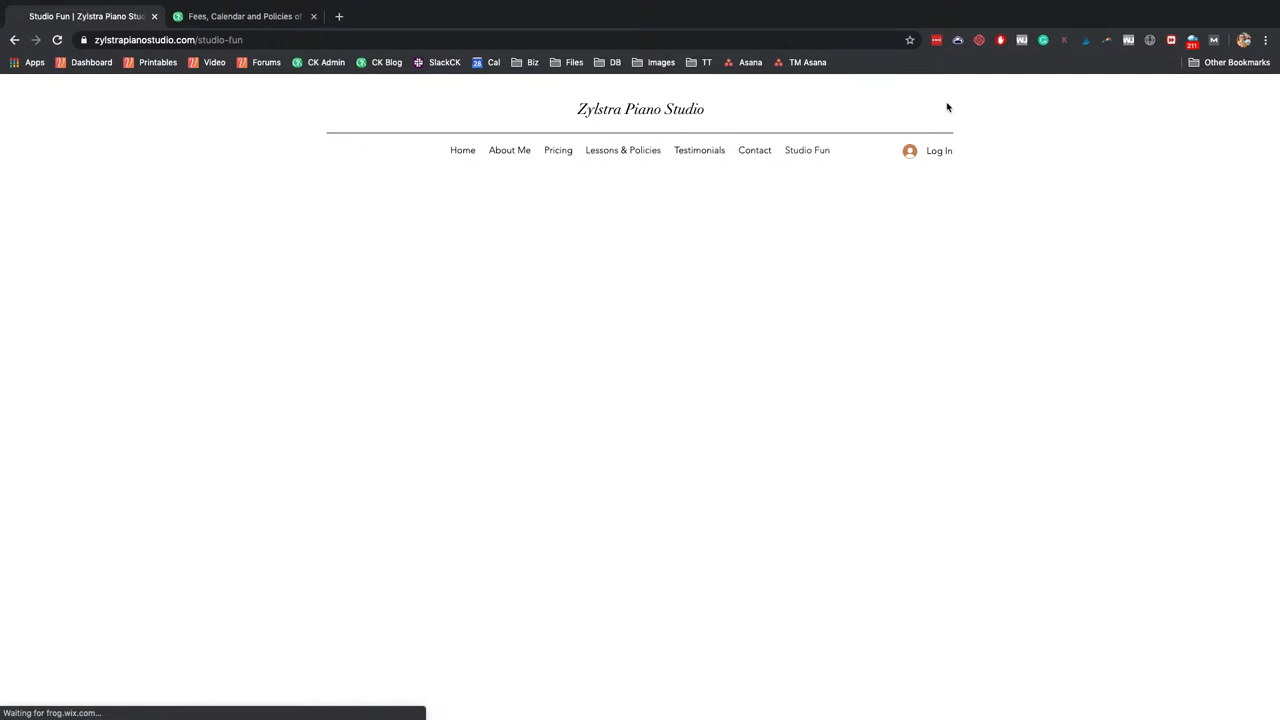 Studio Fun | Zylstra Piano Stu
Fees, Calendar and Policies of
zylstrapianostudio.com/studio-fun
211
Apps Dashboard Printables Video Forums CK Admin CK Blog SlackCK 28 Cal Biz Files DB Images TT Asana TM Asana Other Bookmarks
Zylstra Piano Studio
Home About Me Pricing Lessons & Policies Testimonials Contact Studio Fun Log In
Waiting for frog.wix.com...